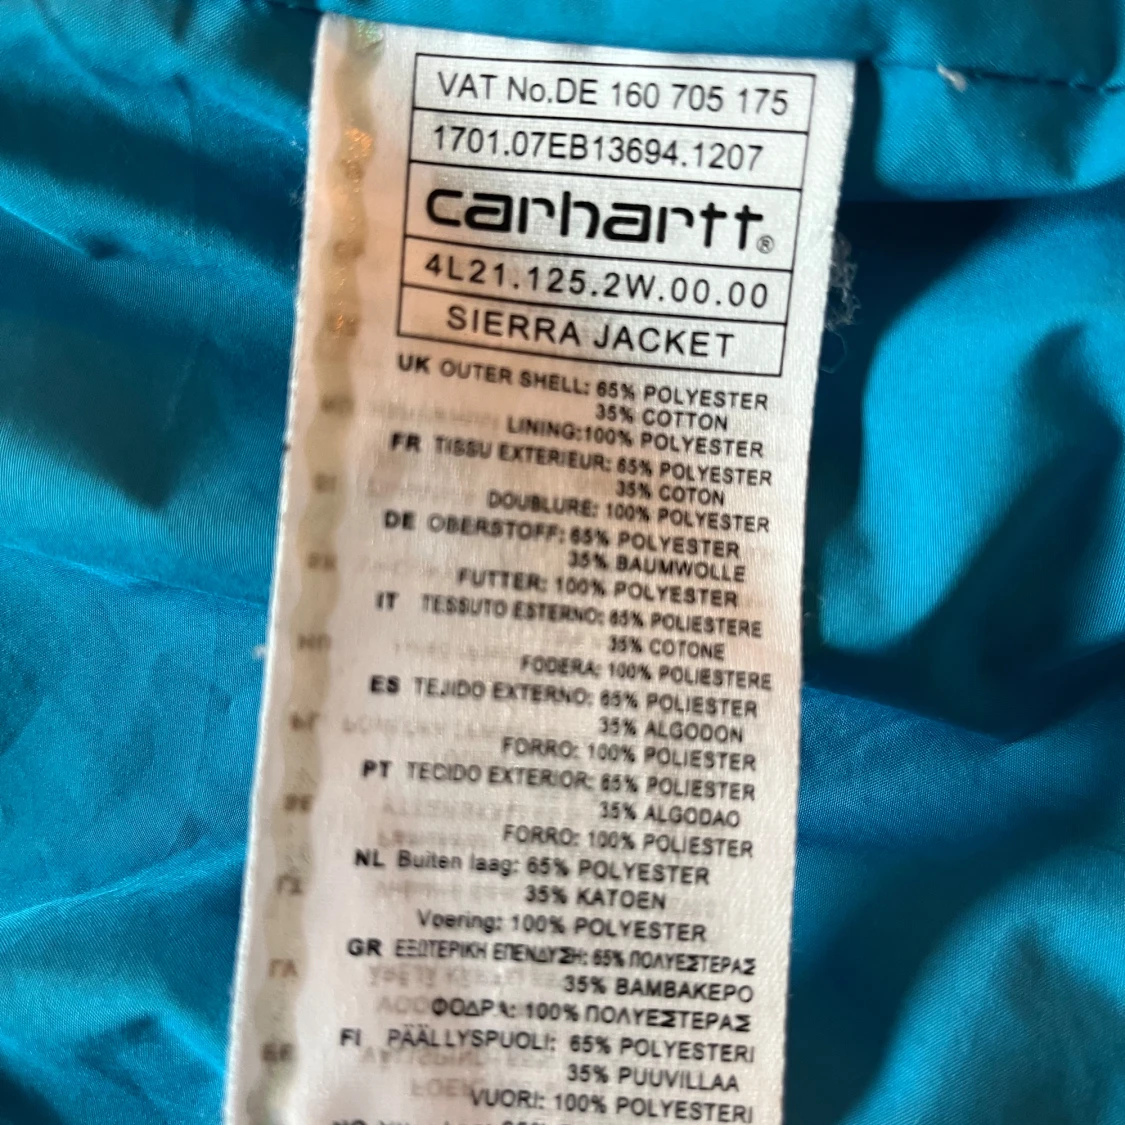 VAT No.DE 160 705 175
1701.07EB13694.1207
carhartt®
4L21.125.2W.00.00
SIERRA JACKET
UK OUTER SHELL: 65% POLYESTER
35% COTTON
LINING:100% POLYESTER
FR TISSU EXTERIEUR: 65% POLYESTER
35% COTON
DOUBLURE: 100% POLYESTER
DE OBERSTOFF: 65% POLYESTER
35% BAUMWOLLE
FUTTER: 100% POLYESTER
IT TESSUTO ESTERNO: 65% POLIESTERE
35% COTONE
FODERA: 100% POLIESTERE
ES TEJIDO EXTERNO: 65% POLIESTER
35% ALGODON
FORRO: 100% POLIESTER
PT TECIDO EXTERIOR: 65% POLIESTER
35% ALGODAO
FORRO: 100% POLIESTER
NL Buiten laag: 65% POLYESTER
35% KATOEN
Voering: 100% POLYESTER
GR ΕΞΩΤΕΡΙΚΗ ΕΠΕΝΔΥΣΗ: 65% ΠΟΛΥΕΣΤΕΡΑΣ
35% ΒΑΜΒΑΚΕΡΟ
ΦΟΔΡΑ: 100% ΠΟΛΥΕΣΤΕΡΑΣ
FI PÄÄLLYSPUOLI: 65% POLYESTERI
35% PUUVILLAA
VUORI: 100% POLYESTERI